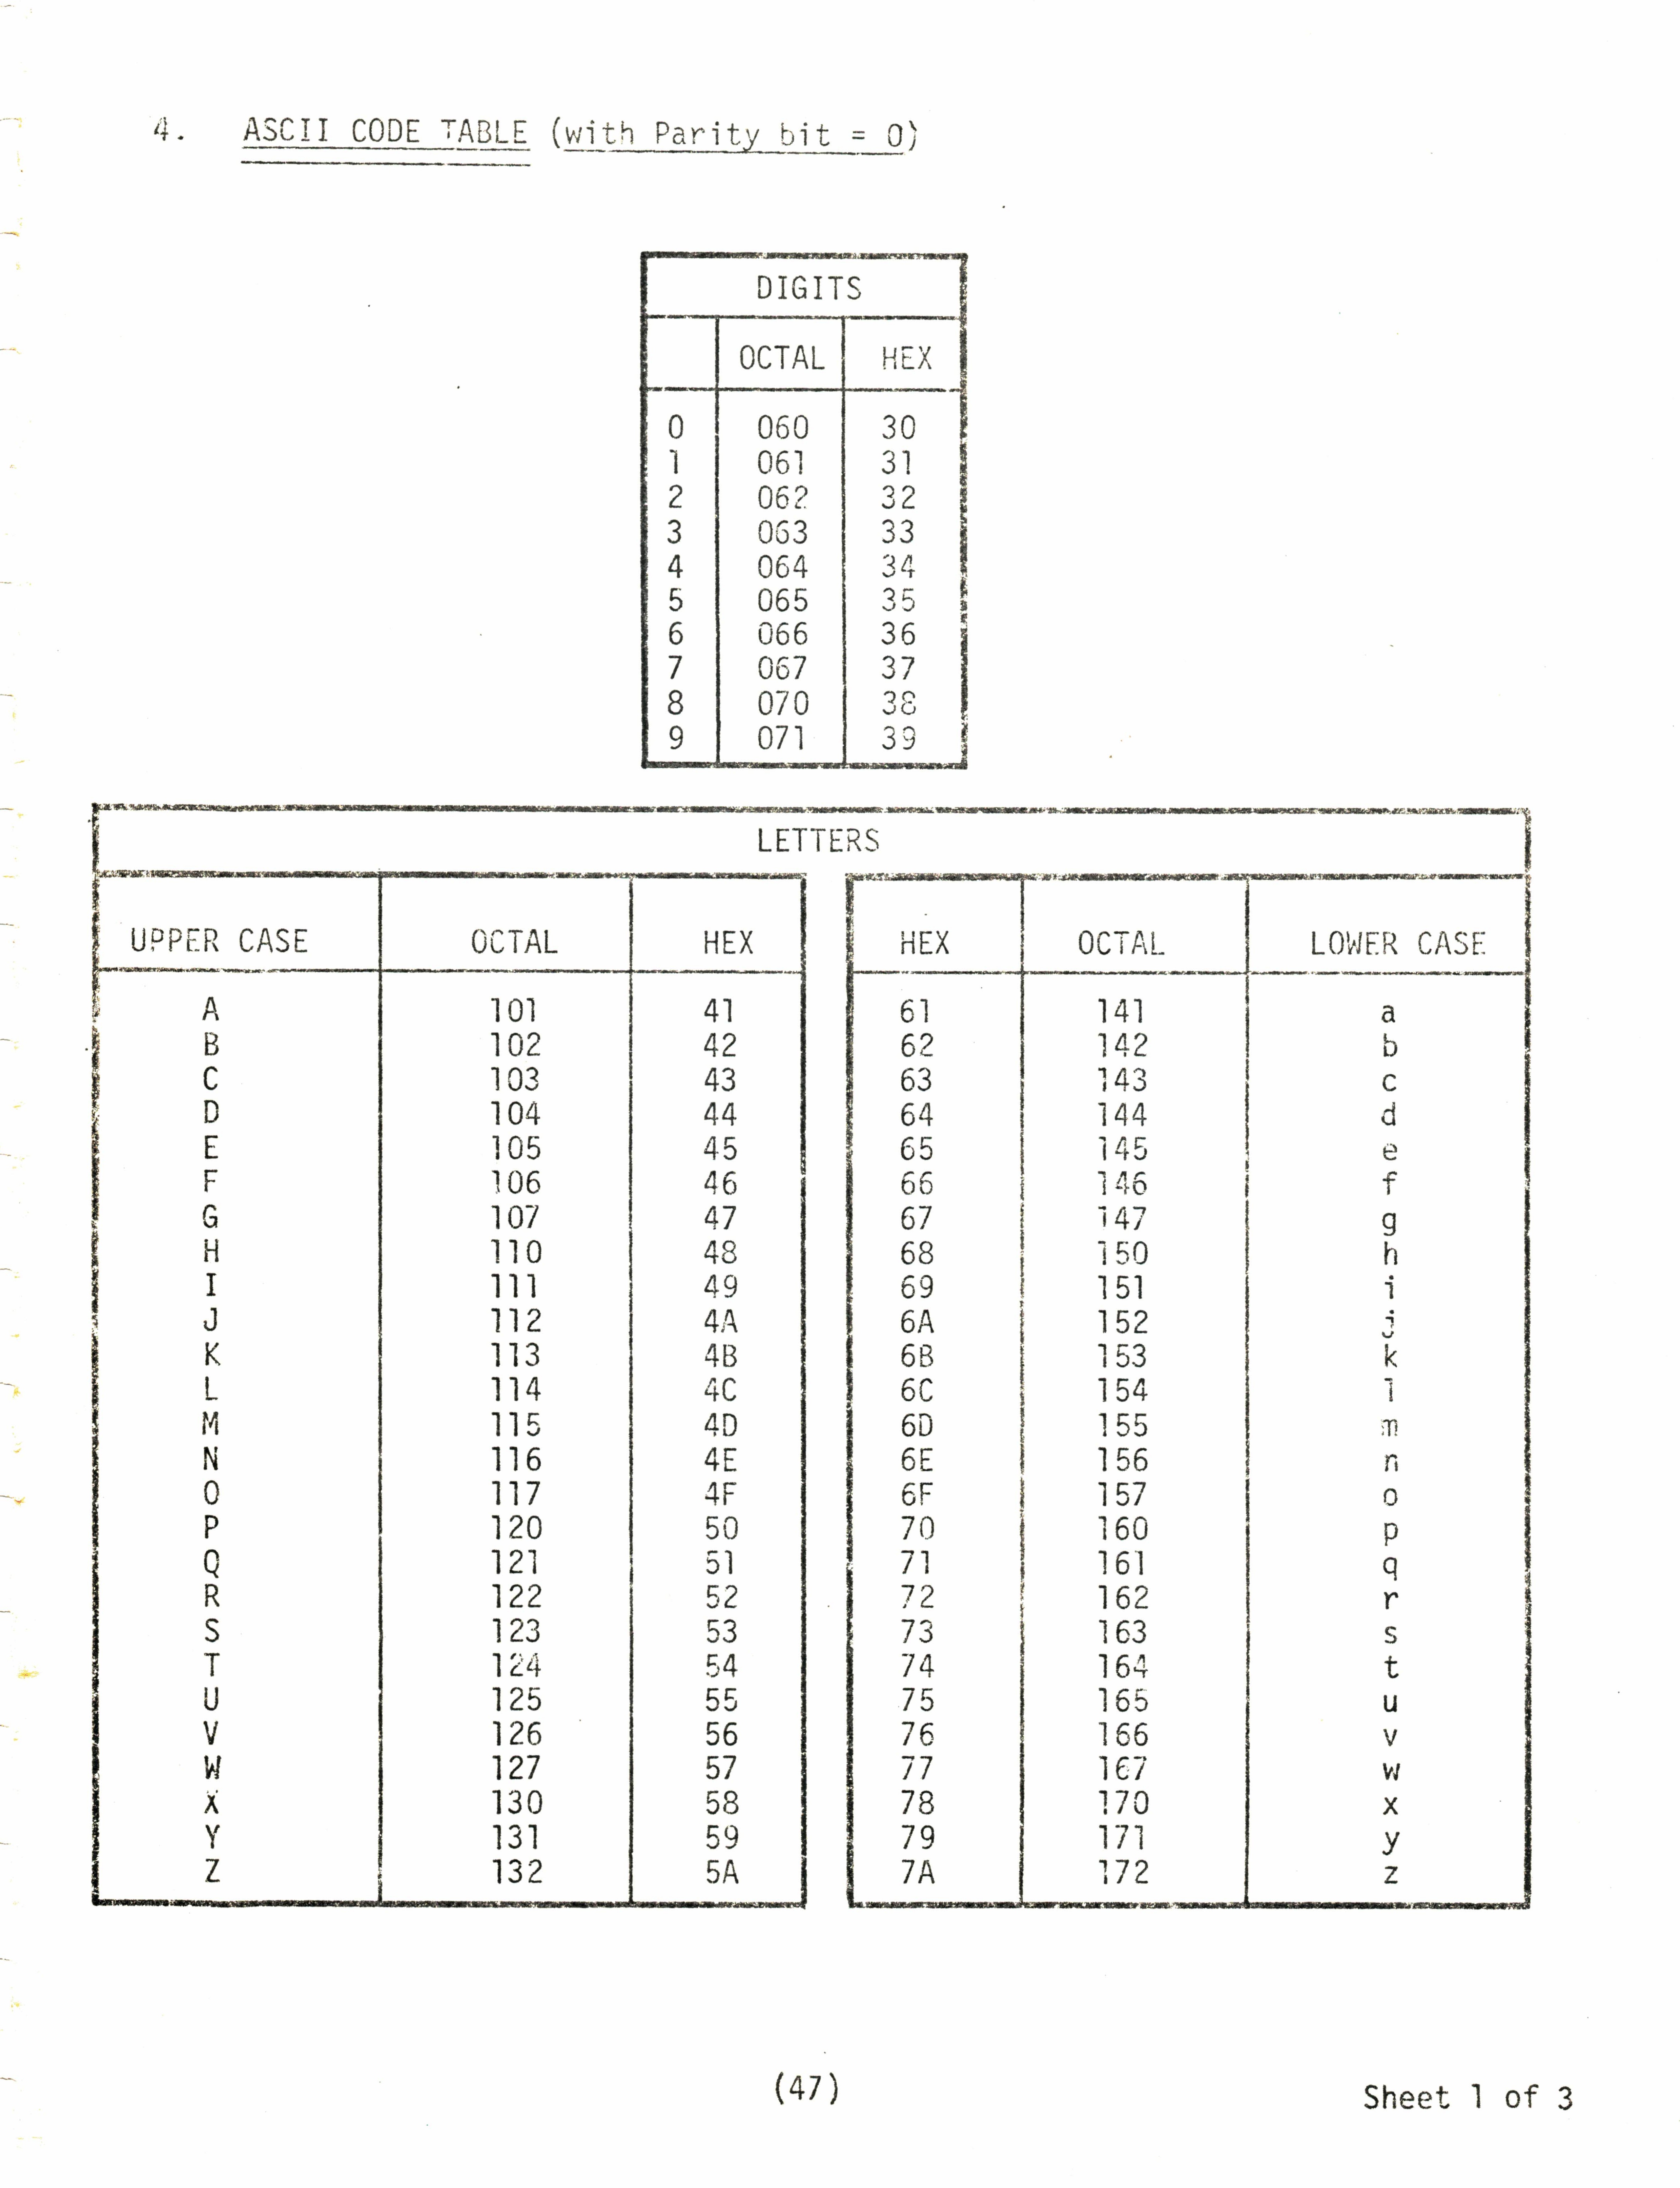 4. ASCII CODE TABLE (with Parity bit = 0)
DIGITS
OCTAL HEX
0 060 30
1 061 31
2 062 32
3 063 33
4 064 34
5 065 35
6 066 36
7 067 37
8 070 38
9 071 39
LETTERS
UPPER CASE OCTAL HEX HEX OCTAL LOWER CASE
A 101 41 61 141 a
B 102 42 62 142 b
C 103 43 63 143 c
D 104 44 64 144 d
E 105 45 65 145 e
F 106 46 66 146 f
G 107 47 67 147 g
H 110 48 68 150 h
I 111 49 69 151 i
J 112 4A 6A 152 j
K 113 4B 6B 153 k
L 114 4C 6C 154 l
M 115 4D 6D 155 m
N 116 4E 6E 156 n
O 117 4F 6F 157 o
P 120 50 70 160 p
Q 121 51 71 161 q
R 122 52 72 162 r
S 123 53 73 163 s
T 124 54 74 164 t
U 125 55 75 165 u
V 126 56 76 166 v
W 127 57 77 167 w
X 130 58 78 170 x
Y 131 59 79 171 y
Z 132 5A 7A 172 z
(47)
Sheet 1 of 3